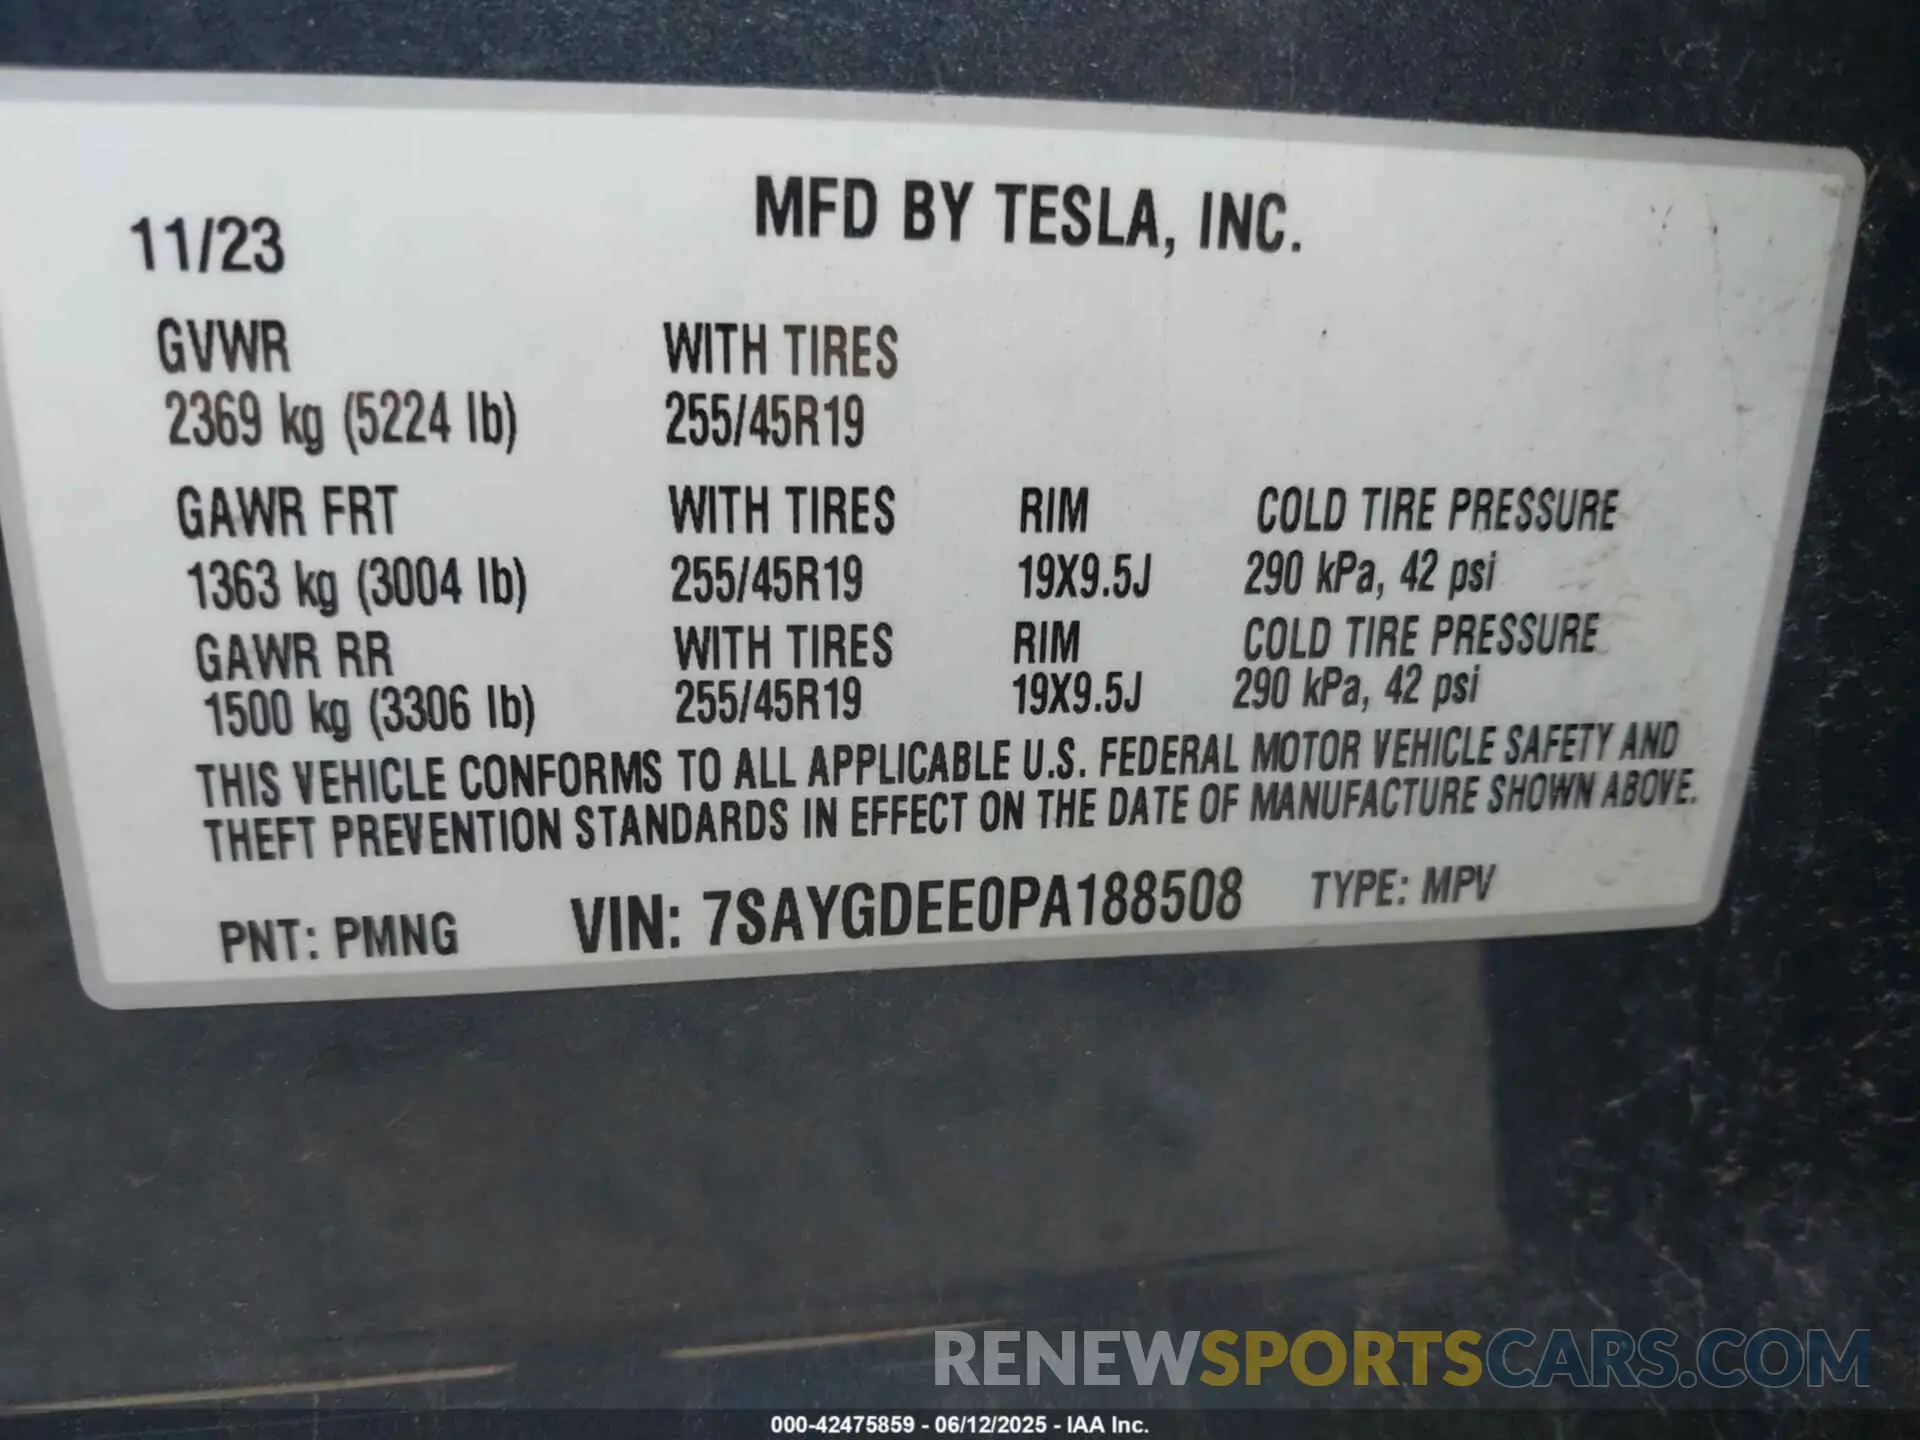 11/23 MFD BY TESLA, INC.
GVWR WITH TIRES
2369 kg (5224 lb) 255/45R19
GAWR FRT WITH TIRES RIM COLD TIRE PRESSURE
1363 kg (3004 lb) 255/45R19 19X9.5J 290 kPa, 42 psi
GAWR RR WITH TIRES RIM COLD TIRE PRESSURE
1500 kg (3306 lb) 255/45R19 19X9.5J 290 kPa, 42 psi
THIS VEHICLE CONFORMS TO ALL APPLICABLE U.S. FEDERAL MOTOR VEHICLE SAFETY AND
THEFT PREVENTION STANDARDS IN EFFECT ON THE DATE OF MANUFACTURE SHOWN ABOVE.
PNT: PMNG VIN: 7SAYGDEE0PA188508 TYPE: MPV
RENEWSPORTSCARS.COM
000-42475859 - 06/12/2025 - IAA Inc.